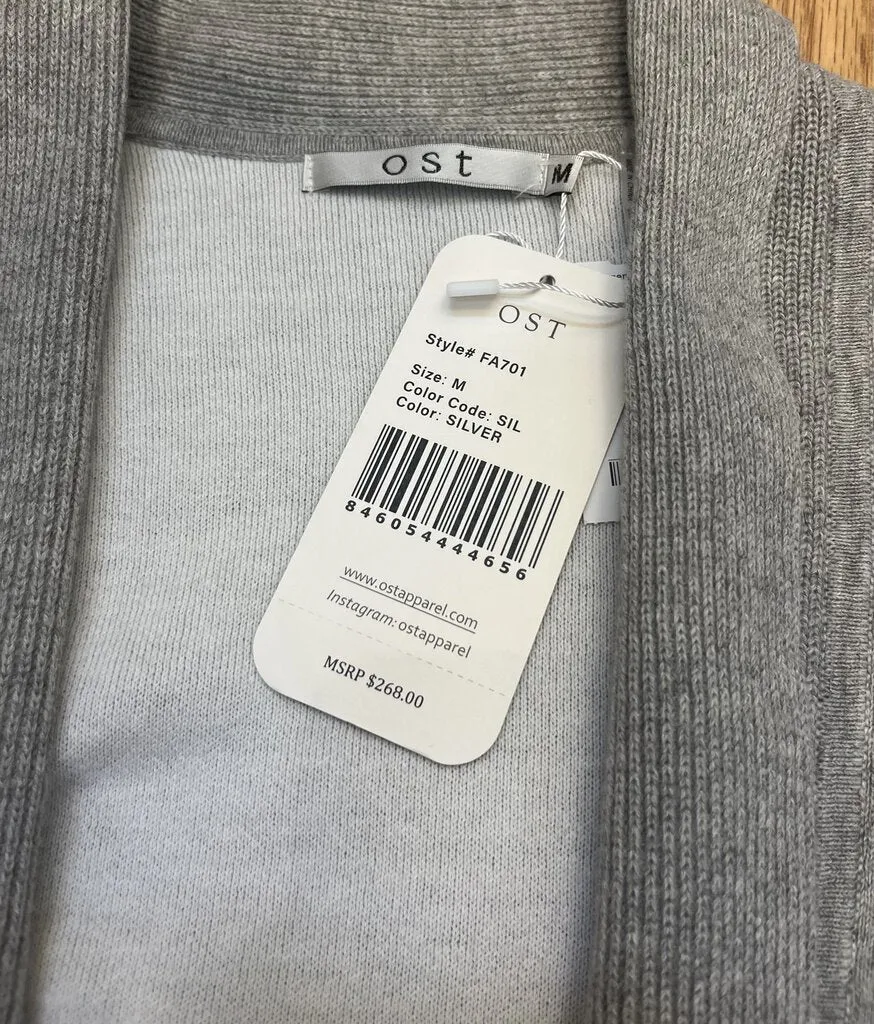 ost
M
OST
Style# FA701
Size: M
Color Code: SIL
Color: SILVER
846054444656
www.ostapparel.com
Instagram: ostapparel
MSRP $268.00